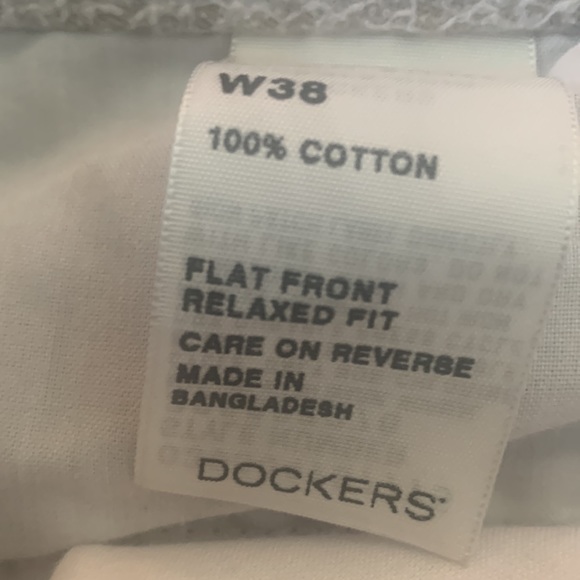 W38
100% COTTON
FLAT FRONT
RELAXED FIT
CARE ON REVERSE
MADE IN
BANGLADESH
DOCKERS